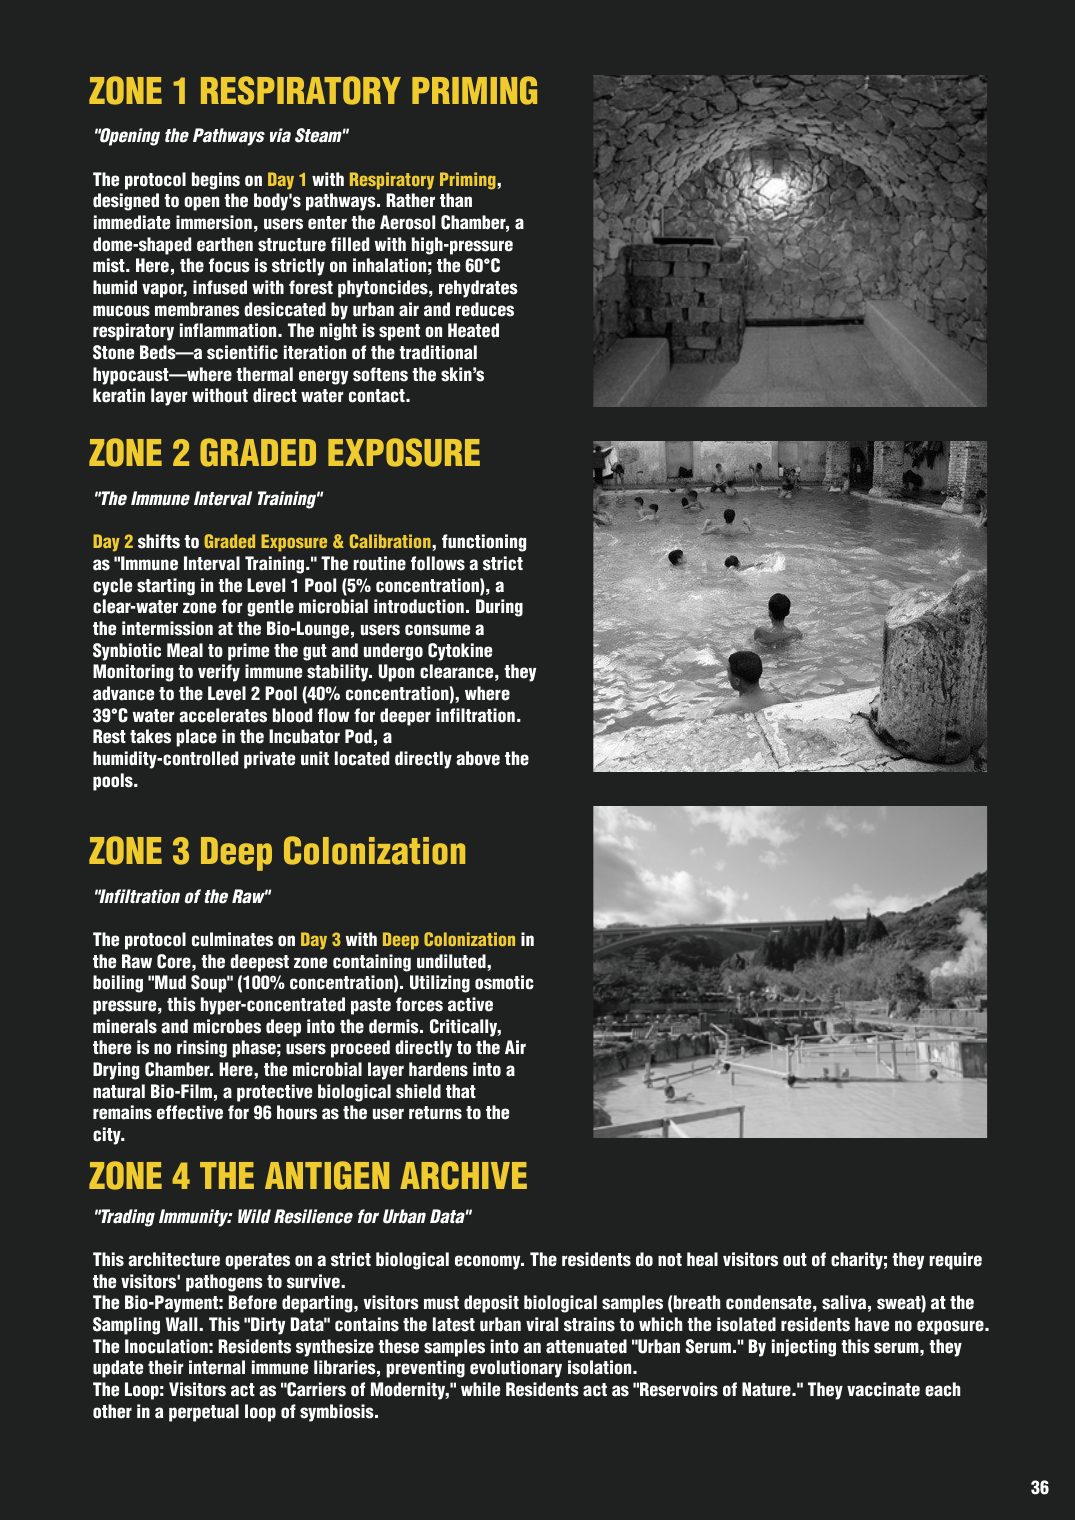 ZONE 1 RESPIRATORY PRIMING
"Opening the Pathways via Steam"
The protocol begins on Day 1 with Respiratory Priming,
designed to open the body's pathways. Rather than
immediate immersion, users enter the Aerosol Chamber, a
dome-shaped earthen structure filled with high-pressure
mist. Here, the focus is strictly on inhalation; the 60°C
humid vapor, infused with forest phytoncides, rehydrates
mucous membranes desiccated by urban air and reduces
respiratory inflammation. The night is spent on Heated
Stone Beds—a scientific iteration of the traditional
hypocaust—where thermal energy softens the skin’s
keratin layer without direct water contact.
ZONE 2 GRADED EXPOSURE
"The Immune Interval Training"
Day 2 shifts to Graded Exposure & Calibration, functioning
as "Immune Interval Training." The routine follows a strict
cycle starting in the Level 1 Pool (5% concentration), a
clear-water zone for gentle microbial introduction. During
the intermission at the Bio-Lounge, users consume a
Synbiotic Meal to prime the gut and undergo Cytokine
Monitoring to verify immune stability. Upon clearance, they
advance to the Level 2 Pool (40% concentration), where
39°C water accelerates blood flow for deeper infiltration.
Rest takes place in the Incubator Pod, a
humidity-controlled private unit located directly above the
pools.
ZONE 3 Deep Colonization
"Infiltration of the Raw"
The protocol culminates on Day 3 with Deep Colonization in
the Raw Core, the deepest zone containing undiluted,
boiling "Mud Soup" (100% concentration). Utilizing osmotic
pressure, this hyper-concentrated paste forces active
minerals and microbes deep into the dermis. Critically,
there is no rinsing phase; users proceed directly to the Air
Drying Chamber. Here, the microbial layer hardens into a
natural Bio-Film, a protective biological shield that
remains effective for 96 hours as the user returns to the
city.
ZONE 4 THE ANTIGEN ARCHIVE
"Trading Immunity: Wild Resilience for Urban Data"
This architecture operates on a strict biological economy. The residents do not heal visitors out of charity; they require
the visitors' pathogens to survive.
The Bio-Payment: Before departing, visitors must deposit biological samples (breath condensate, saliva, sweat) at the
Sampling Wall. This "Dirty Data" contains the latest urban viral strains to which the isolated residents have no exposure.
The Inoculation: Residents synthesize these samples into an attenuated "Urban Serum." By injecting this serum, they
update their internal immune libraries, preventing evolutionary isolation.
The Loop: Visitors act as "Carriers of Modernity," while Residents act as "Reservoirs of Nature." They vaccinate each
other in a perpetual loop of symbiosis.
36